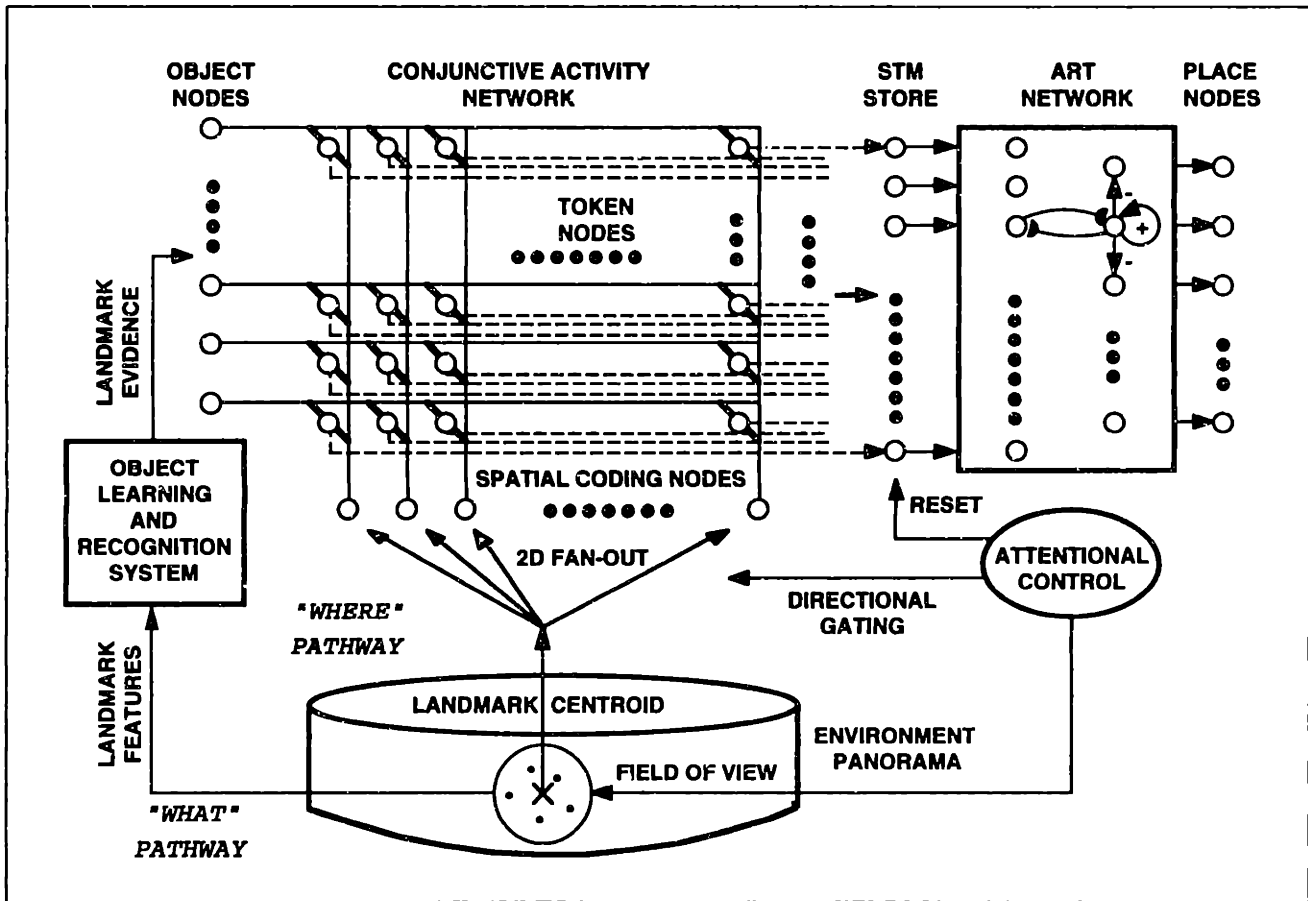 OBJECT
NODES
CONJUNCTIVE ACTIVITY
NETWORK
STM
STORE
ART
NETWORK
PLACE
NODES
TOKEN
NODES
-
+
-
LANDMARK
EVIDENCE
SPATIAL CODING NODES
OBJECT
LEARNING
AND
RECOGNITION
SYSTEM
RESET
2D FAN-OUT
ATTENTIONAL
CONTROL
DIRECTIONAL
GATING
"WHERE"
PATHWAY
LANDMARK
FEATURES
LANDMARK CENTROID
ENVIRONMENT
PANORAMA
FIELD OF VIEW
"WHAT"
PATHWAY